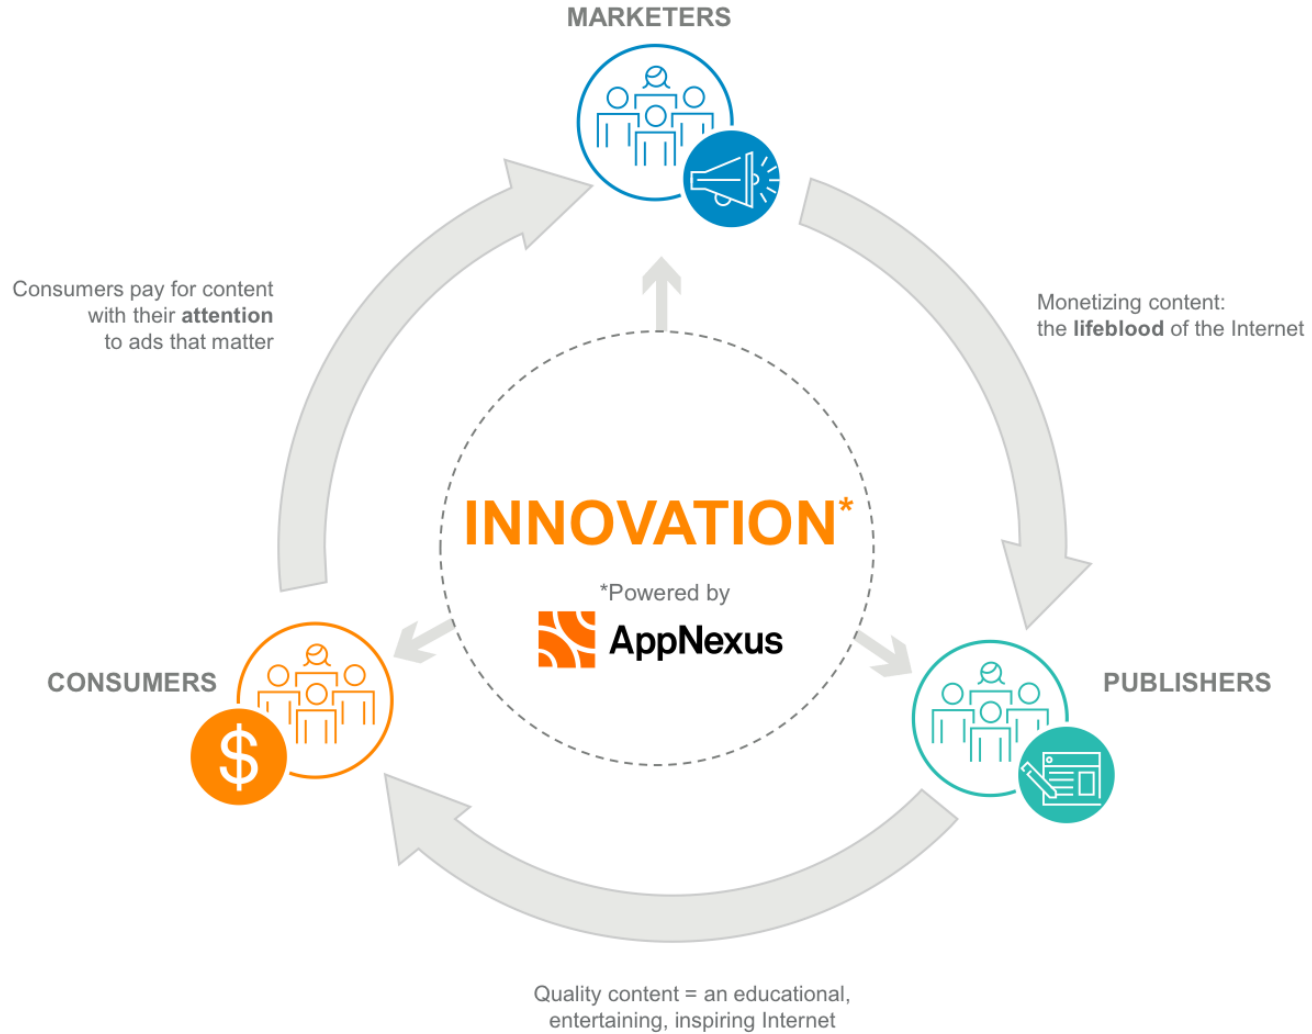 MARKETERS
Consumers pay for content
with their attention
to ads that matter
Monetizing content:
the lifeblood of the Internet
INNOVATION*
*Powered by
AppNexus
CONSUMERS
$
PUBLISHERS
Quality content = an educational,
entertaining, inspiring Internet